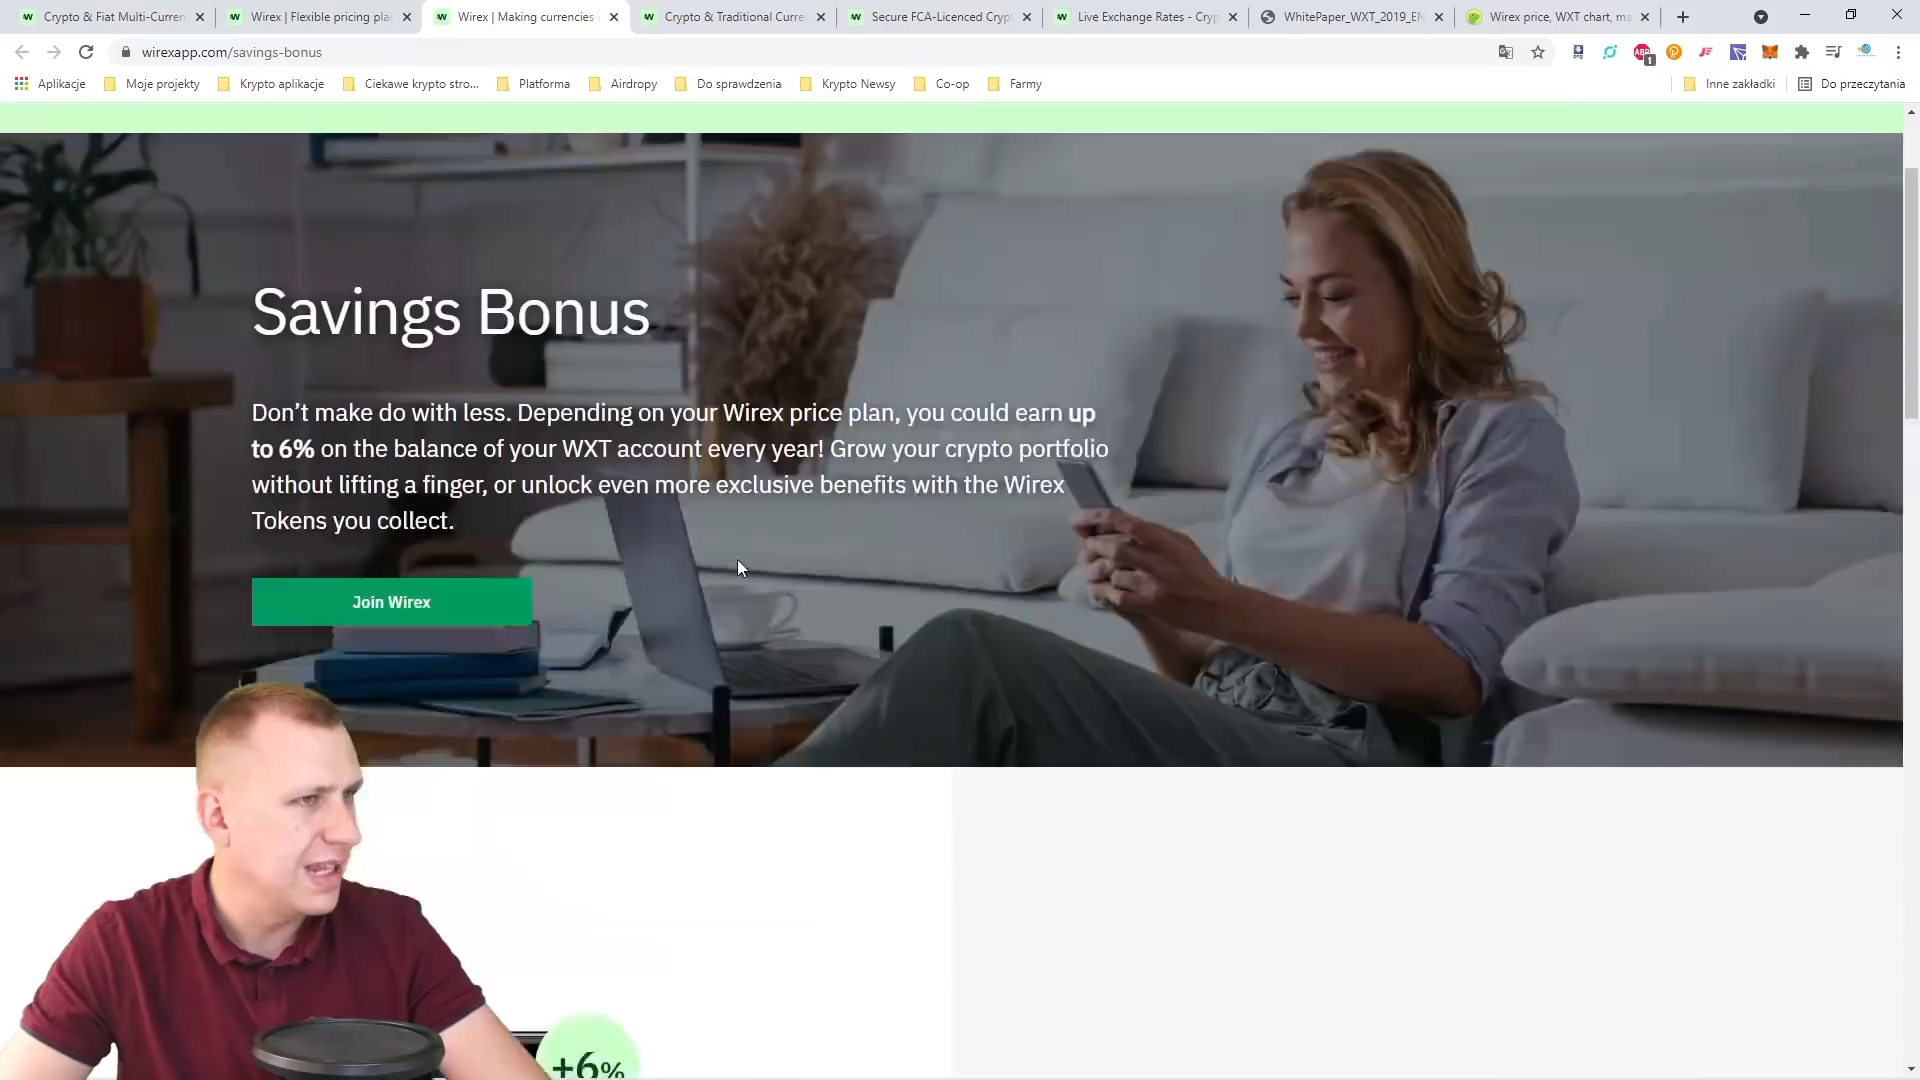 Crypto & Fiat Multi-Curren
Wirex | Flexible pricing pla
Wirex | Making currencies
Crypto & Traditional Curre
Secure FCA-Licenced Crypt
Live Exchange Rates - Cryp
WhitePaper_WXT_2019_EN
Wirex price, WXT chart, ma
wirexapp.com/savings-bonus
ABP
1
Aplikacje
Moje projekty
Krypto aplikacje
Ciekawe krypto stro...
Platforma
Airdropy
Do sprawdzenia
Krypto Newsy
Co-op
Farmy
Inne zakładki
Do przeczytania
Savings Bonus
Don’t make do with less. Depending on your Wirex price plan, you could earn up
to 6% on the balance of your WXT account every year! Grow your crypto portfolio
without lifting a finger, or unlock even more exclusive benefits with the Wirex
Tokens you collect.
Join Wirex
+6%